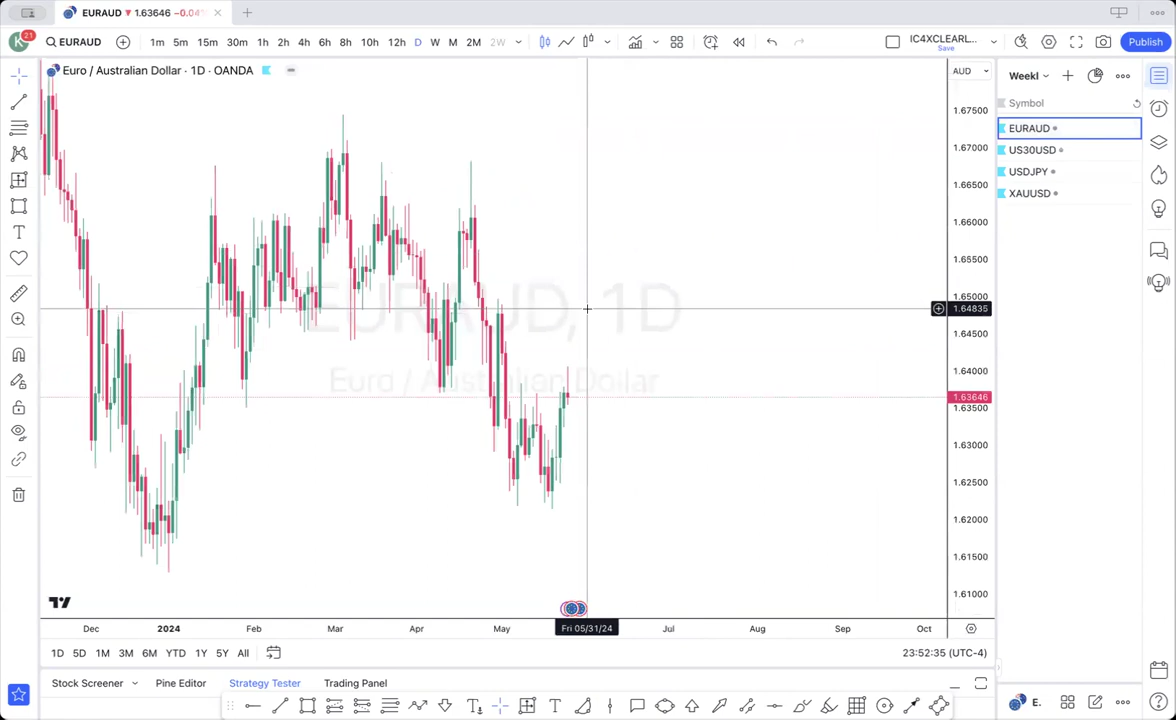 EURAUD ▼ 1.63646 −0.04%
K 21
EURAUD 1m 5m 15m 30m 1h 2h 4h 6h 8h 10h 12h D W M 2M 2W IC4XCLEARL... Save Publish
Euro / Australian Dollar · 1D · OANDA
AUD
Weekl
Symbol
EURAUD
US30USD
USDJPY
XAUUSD
1.67500
1.67000
1.66500
1.66000
1.65500
1.65000
1.64835
1.64500
1.64000
1.63646
1.63500
1.63000
1.62500
1.62000
1.61500
1.61000
EURAUD, 1D
Euro / Australian Dollar
Dec 2024 Feb Mar Apr May Fri 05/31/24 Jul Aug Sep Oct
1D 5D 1M 3M 6M YTD 1Y 5Y All 23:52:35 (UTC-4)
Stock Screener Pine Editor Strategy Tester Trading Panel
E.